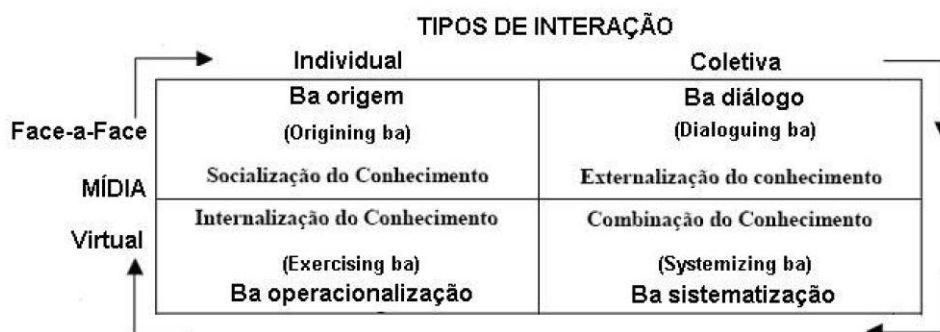 TIPOS DE INTERAÇÃO
Individual Coletiva
Ba origem Ba diálogo
Face-a-Face (Origining ba) (Dialoguing ba)
Socialização do Conhecimento Externalização do conhecimento
MÍDIA
Internalização do Conhecimento Combinação do Conhecimento
Virtual
(Exercising ba) (Systemizing ba)
Ba operacionalização Ba sistematização